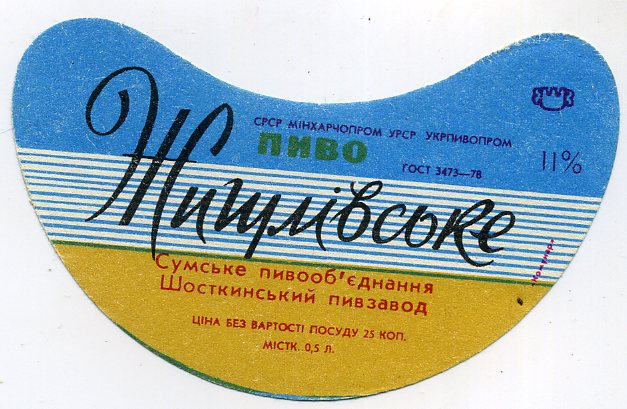 СРСР МІНХАРЧОПРОМ УРСР УКРПИВОПРОМ
ПИВО
ГОСТ 3473—78
11%
Жигулівське
Сумське пивооб'єднання
Шосткинський пивзавод
ЦІНА БЕЗ ВАРТОСТІ ПОСУДУ 25 КОП.
МІСТК. 0,5 Л.